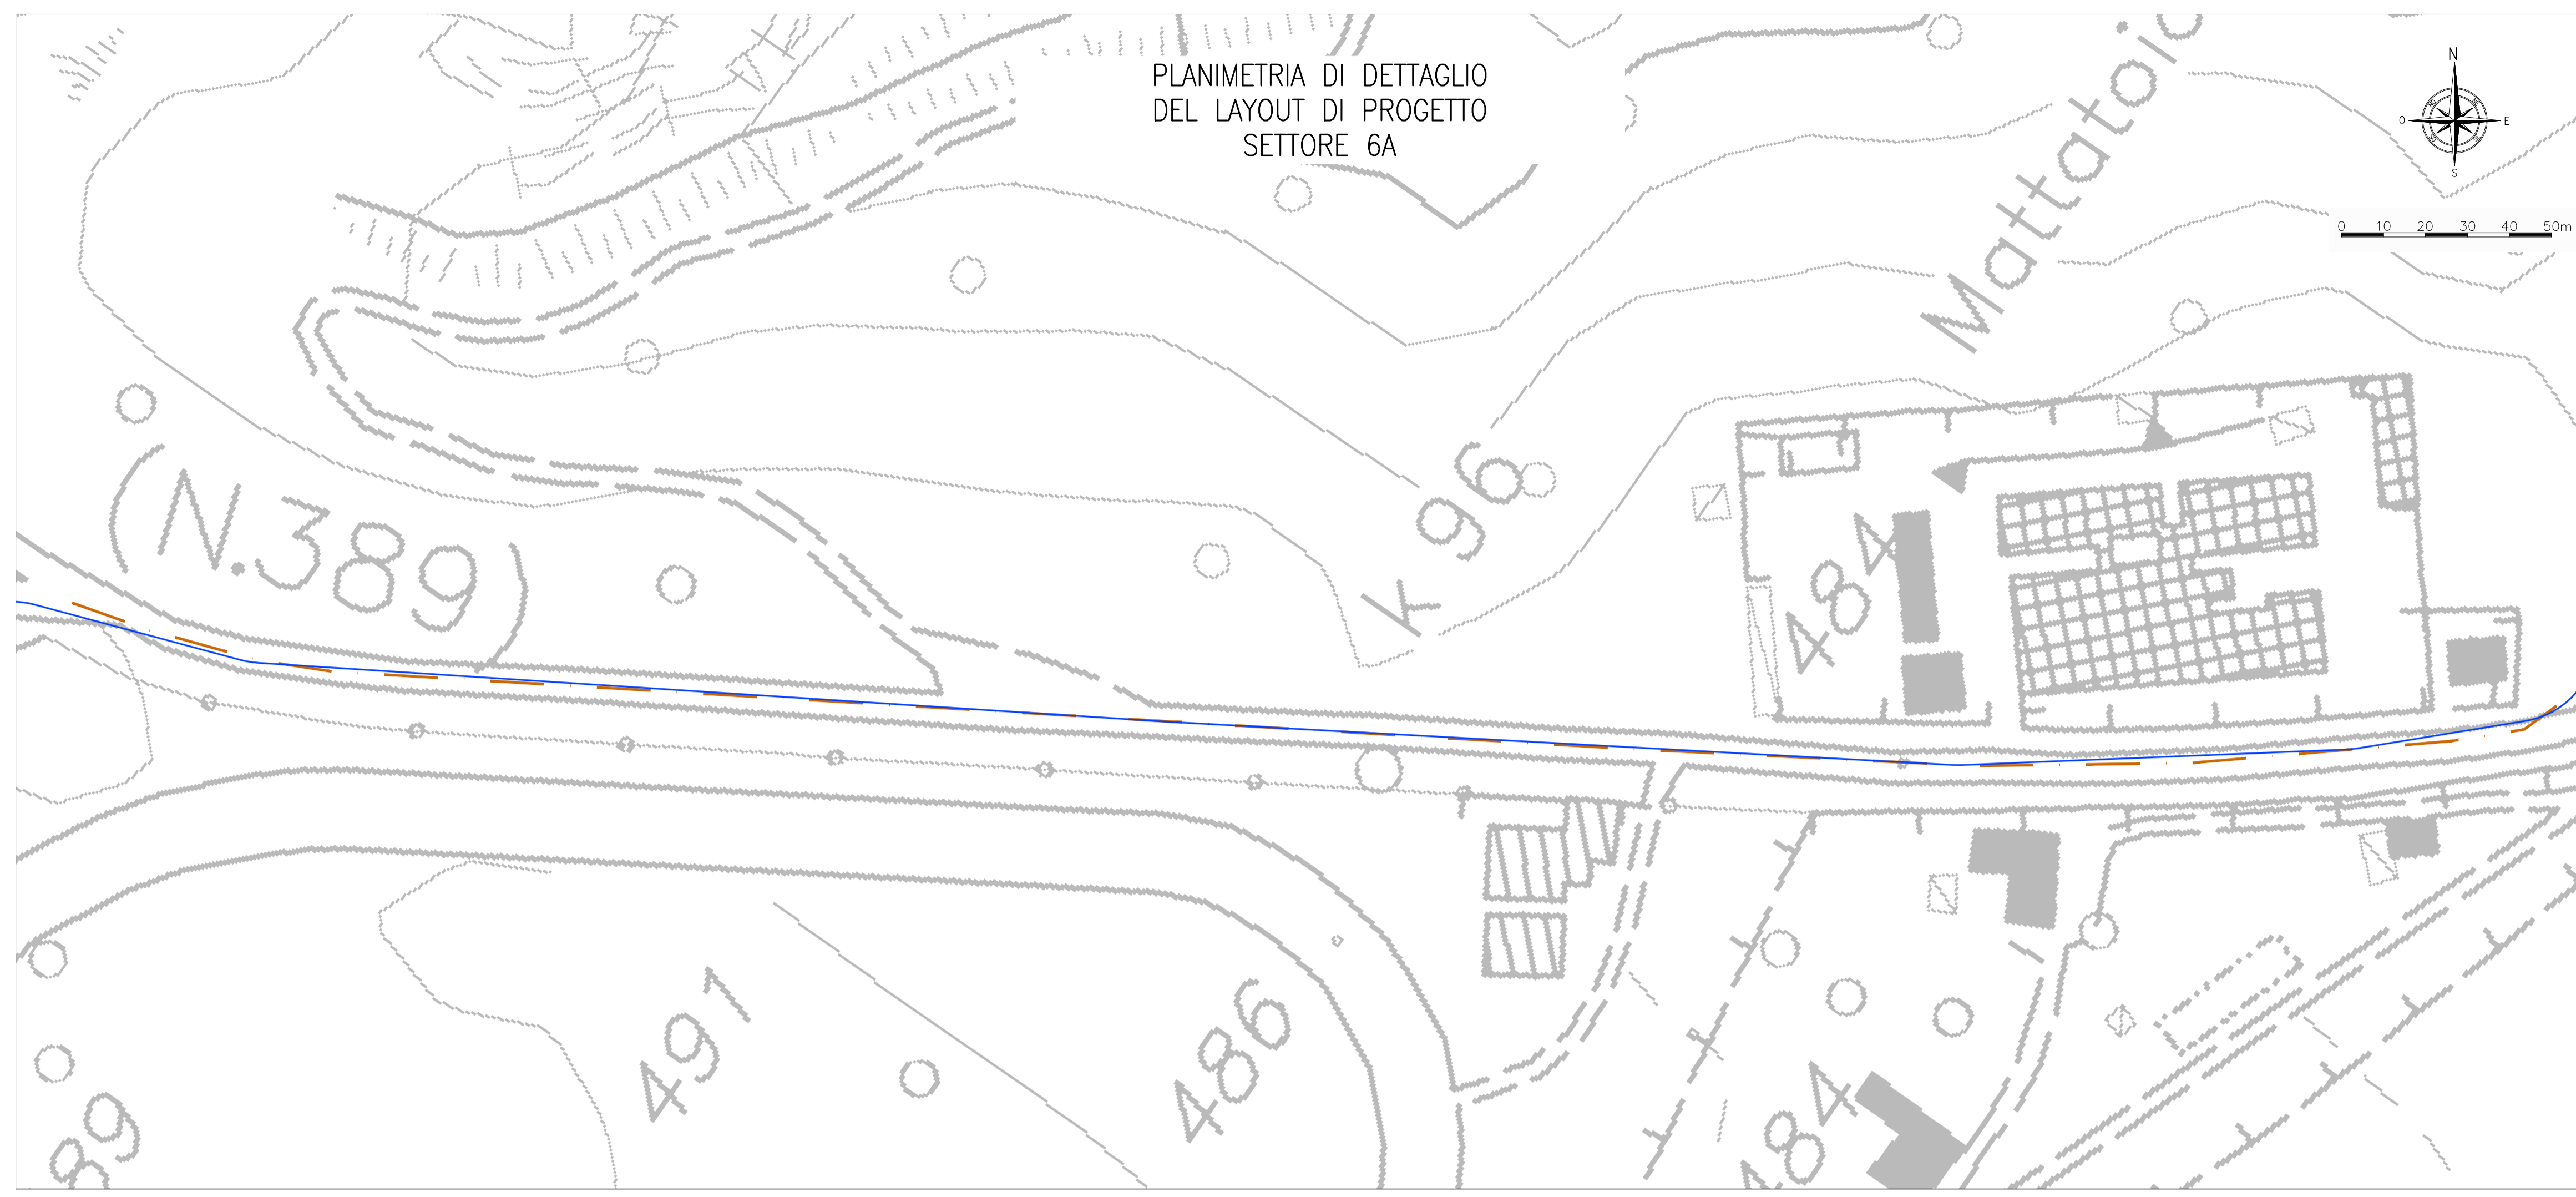 PLANIMETRIA DI DETTAGLIO
DEL LAYOUT DI PROGETTO
SETTORE 6A
N
O
E
S
0 10 20 30 40 50m
(N.389)
K 96
484
491
486
484